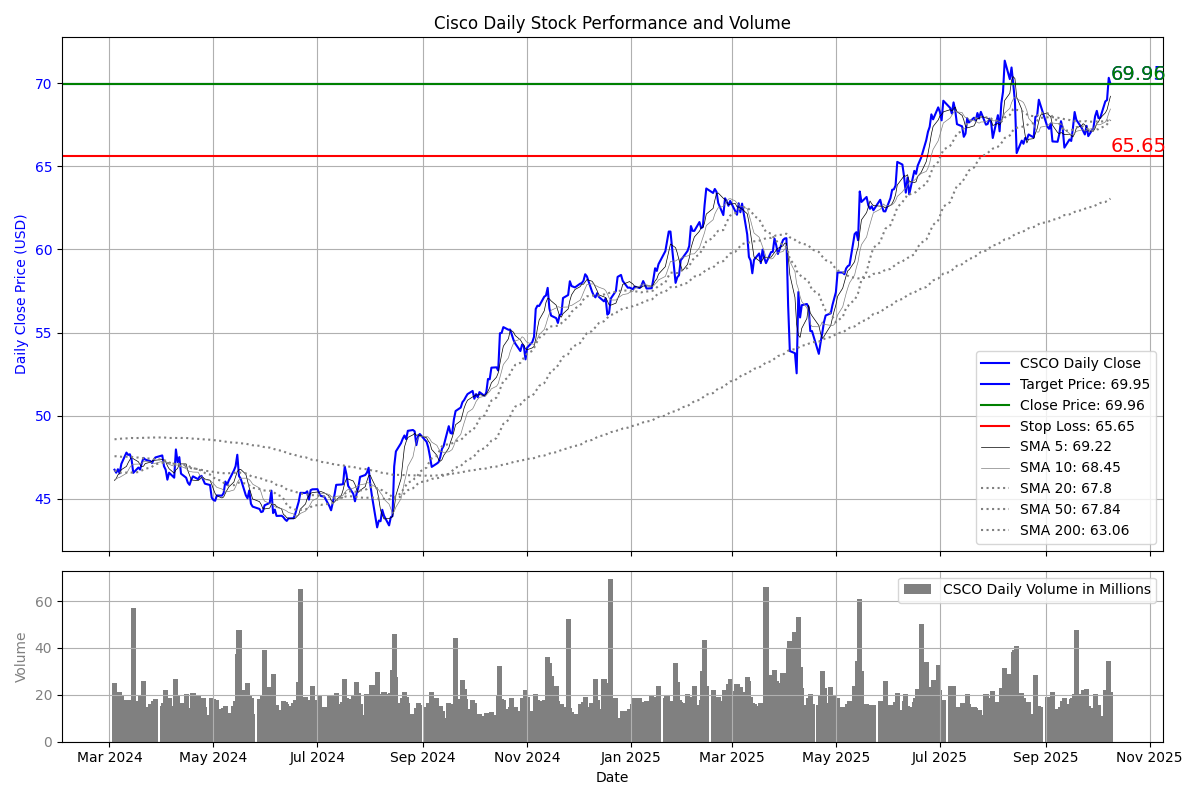 Cisco Daily Stock Performance and Volume
Daily Close Price (USD)
70
65
60
55
50
45
69.95
69.96
65.65
CSCO Daily Close
Target Price: 69.95
Close Price: 69.96
Stop Loss: 65.65
SMA 5: 69.22
SMA 10: 68.45
SMA 20: 67.8
SMA 50: 67.84
SMA 200: 63.06
Volume
60
40
20
0
CSCO Daily Volume in Millions
Mar 2024 May 2024 Jul 2024 Sep 2024 Nov 2024 Jan 2025 Mar 2025 May 2025 Jul 2025 Sep 2025 Nov 2025
Date